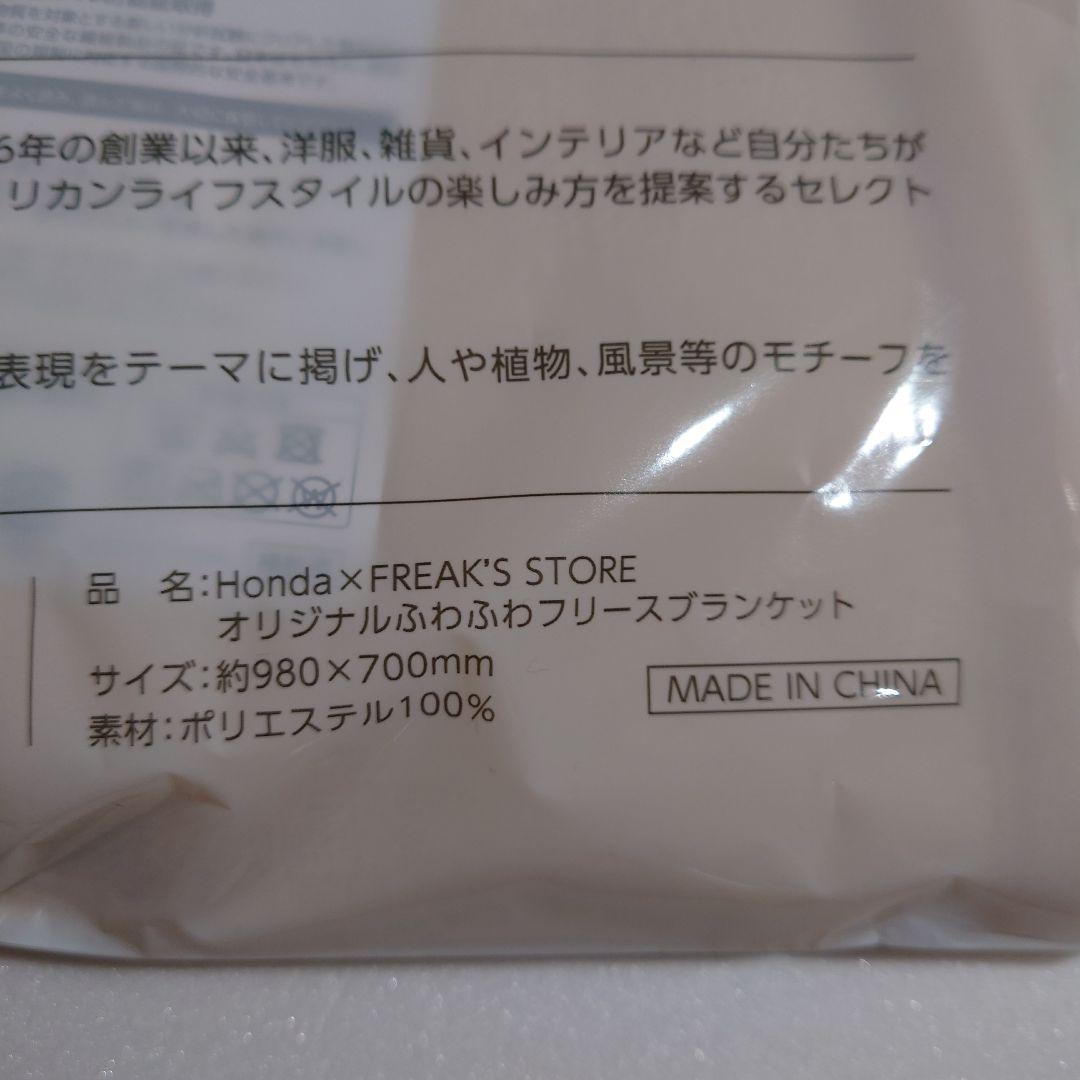 6年の創業以来、洋服、雑貨、インテリアなど自分たちが
リカンライフスタイルの楽しみ方を提案するセレクト
表現をテーマに掲げ、人や植物、風景等のモチーフを
品 名:Honda×FREAK'S STORE
オリジナルふわふわフリースブランケット
サイズ:約980×700mm
素材:ポリエステル100%
MADE IN CHINA